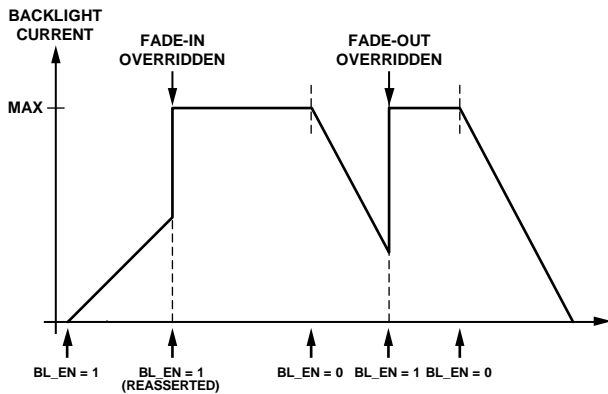 BACKLIGHT
CURRENT
FADE-IN
OVERRIDDEN
FADE-OUT
OVERRIDDEN
MAX
BL_EN = 1
BL_EN = 1
(REASSERTED)
BL_EN = 0
BL_EN = 1
BL_EN = 0